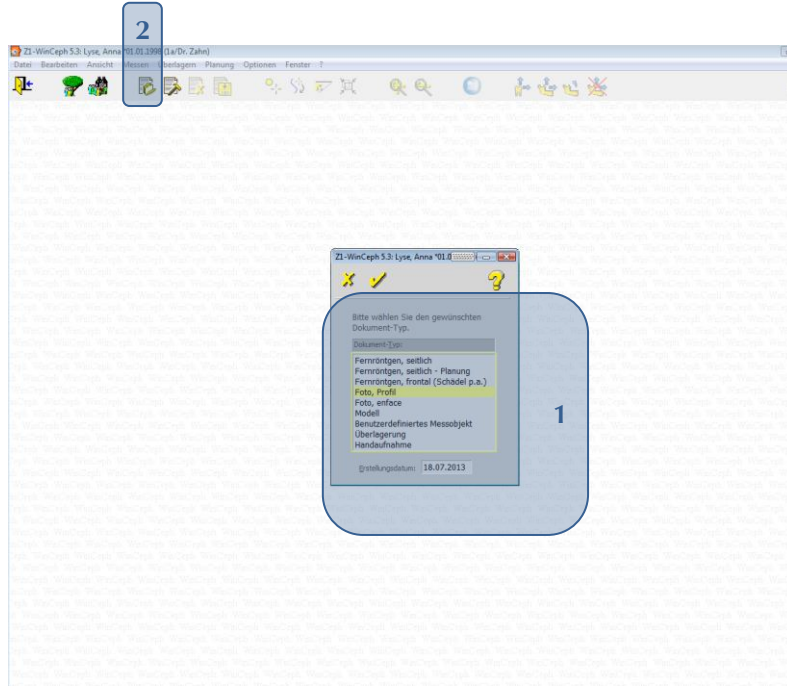 2
Z1-WinCeph 5.3: Lyse, Anna *01.01.1998 (1a/Dr. Zahn)
Datei Bearbeiten Ansicht Messen Überlagern Planung Optionen Fenster ?
Z1-WinCeph 5.3: Lyse, Anna *01.0
Bitte wählen Sie den gewünschten
Dokument-Typ.
Dokument-Typ:
Fernröntgen, seitlich
Fernröntgen, seitlich - Planung
Fernröntgen, frontal (Schädel p.a.)
Foto, Profil
Foto, enface
Modell
Benutzerdefiniertes Messobjekt
Überlagerung
Handaufnahme
1
Erstellungsdatum: 18.07.2013